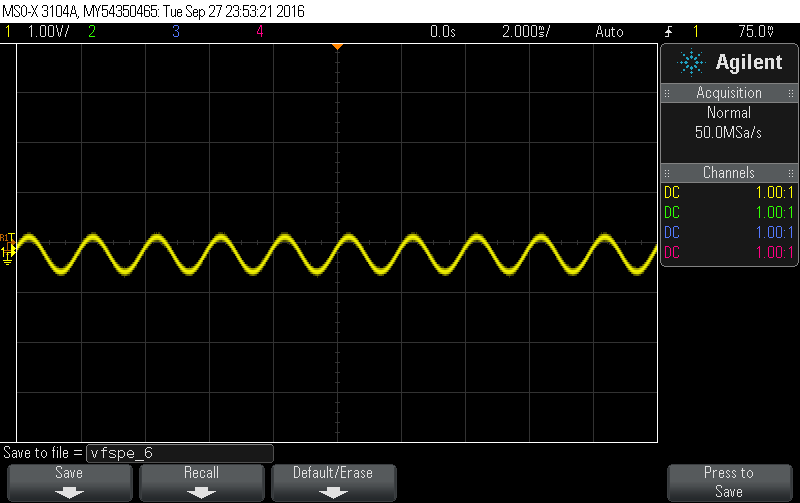 MSO-X 3104A, MY54350465: Tue Sep 27 23:53:21 2016
1 1.00V/ 2 3 4 0.0s 2.000ms/ Auto 1 75.0mV
Agilent
Acquisition
Normal
50.0MSa/s
Channels
DC 1.00:1
DC 1.00:1
DC 1.00:1
DC 1.00:1
Save to file = vfspe_6
Save Recall Default/Erase Press to Save